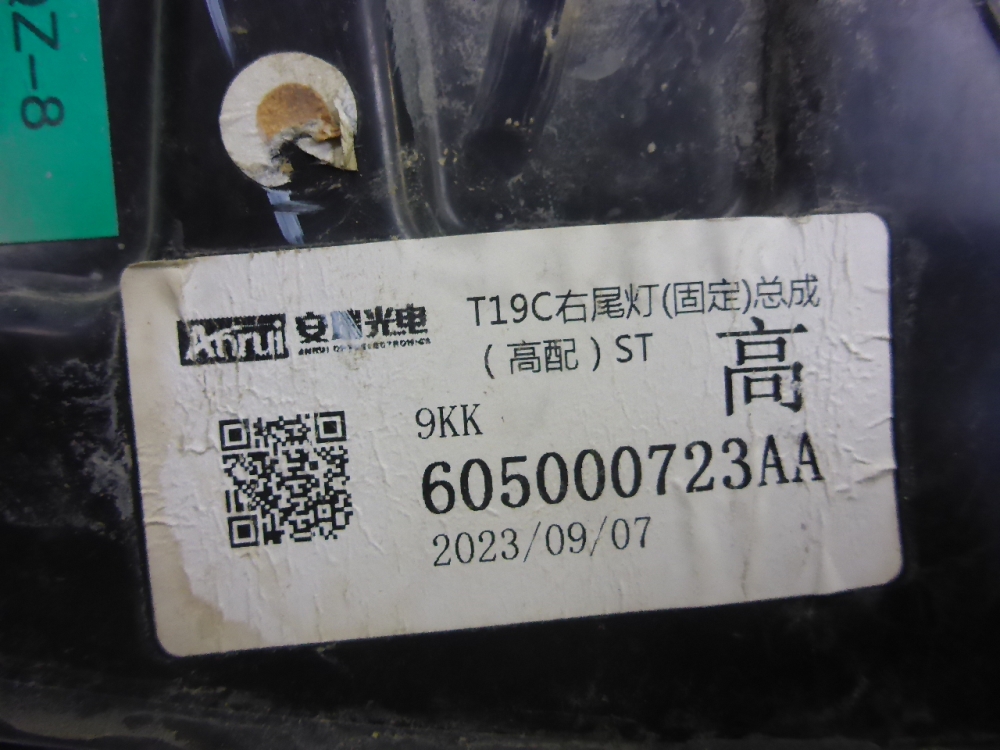 QZ-8
Anrui 安瑞光电
T19C右尾灯(固定)总成
(高配) ST
高
9KK
605000723AA
2023/09/07